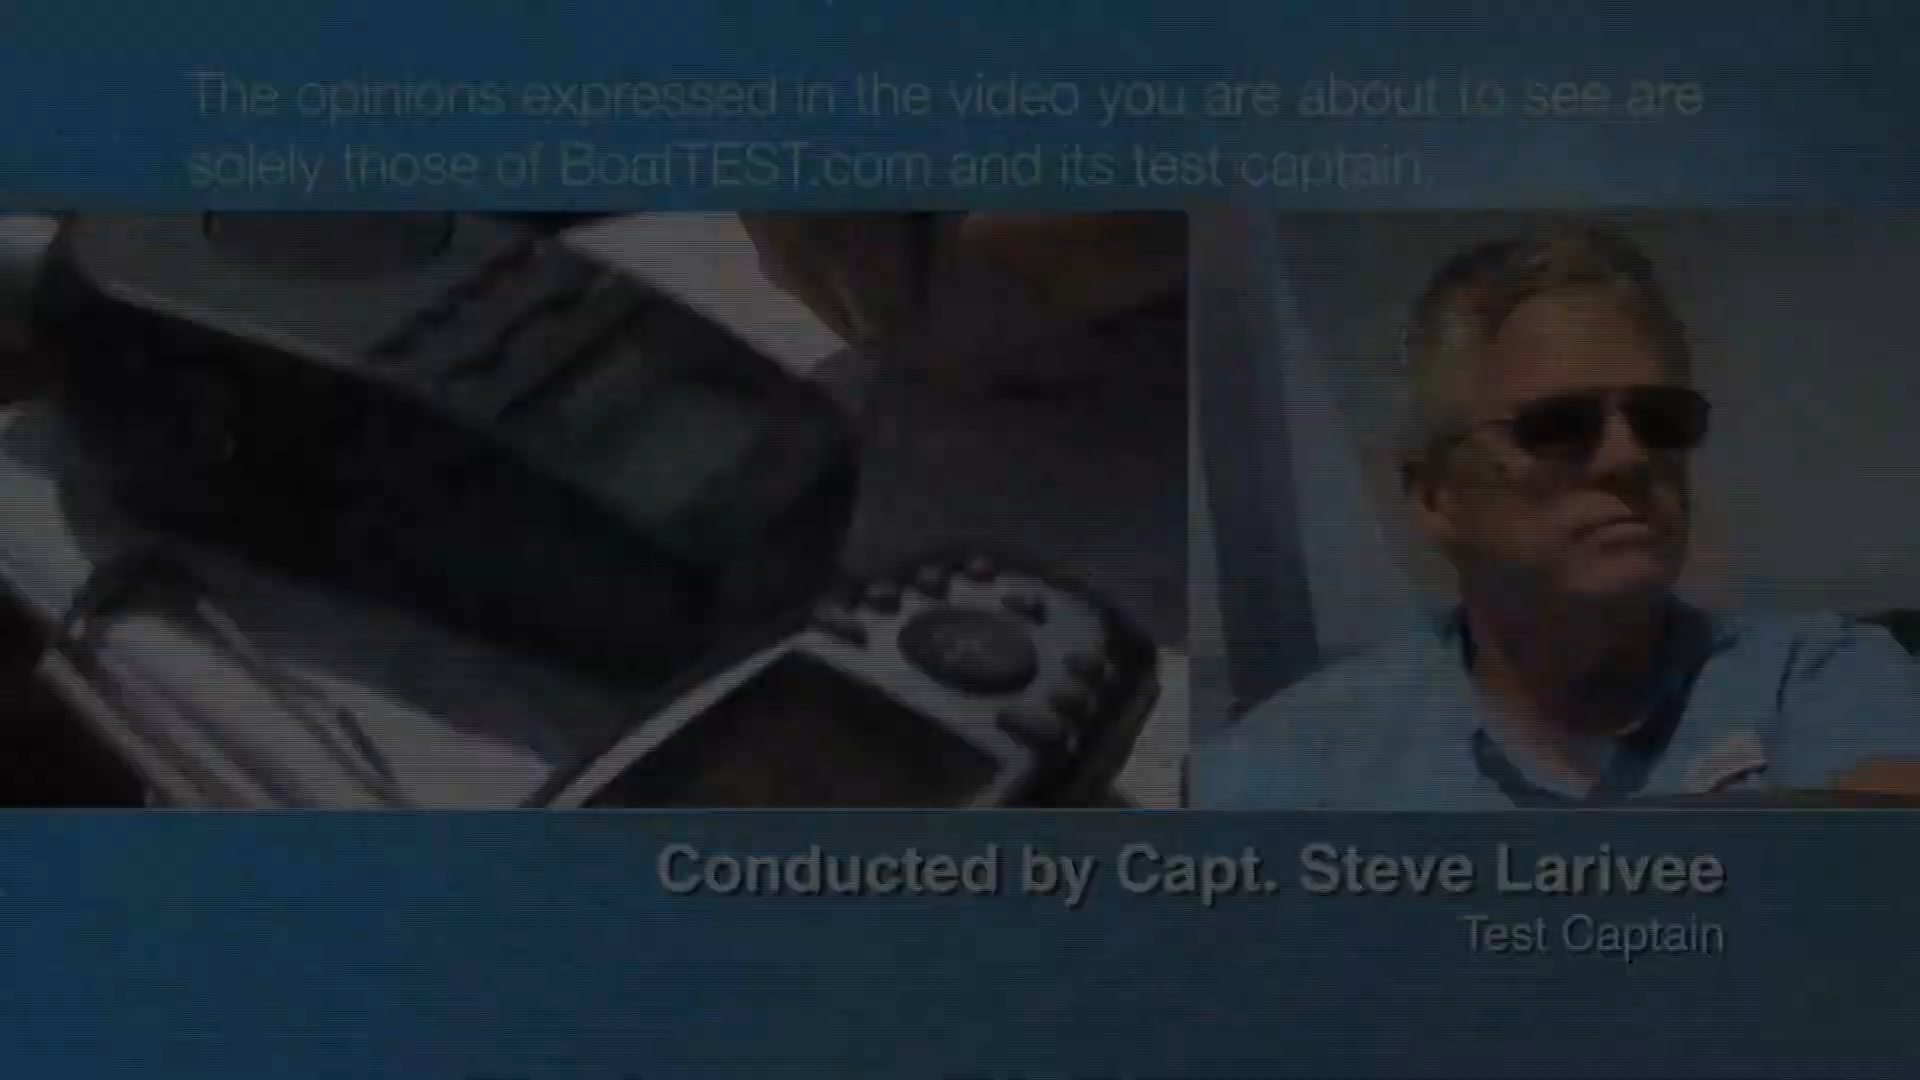 The opinions expressed in the video you are about to see are
solely those of BoatTEST.com and its test captain.
Conducted by Capt. Steve Larivee
Test Captain